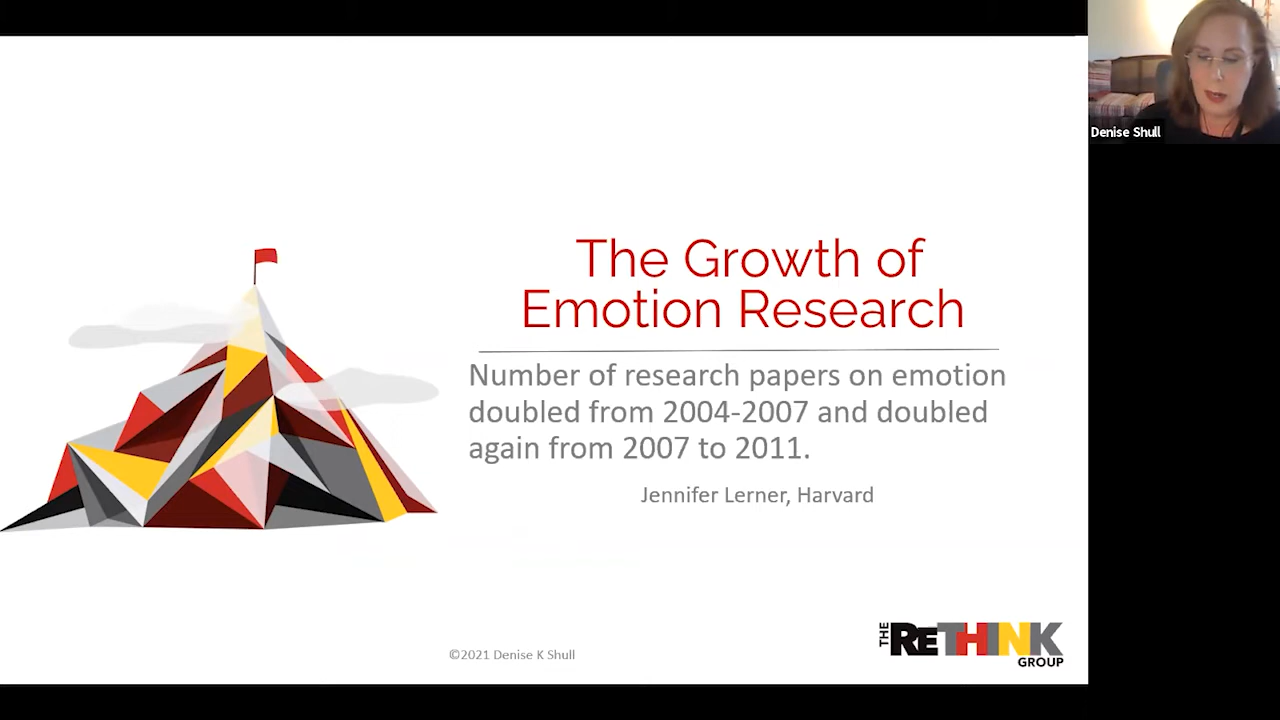 Denise Shull
The Growth of
Emotion Research
Number of research papers on emotion
doubled from 2004-2007 and doubled
again from 2007 to 2011.
Jennifer Lerner, Harvard
©2021 Denise K Shull
THE RETHINK
GROUP